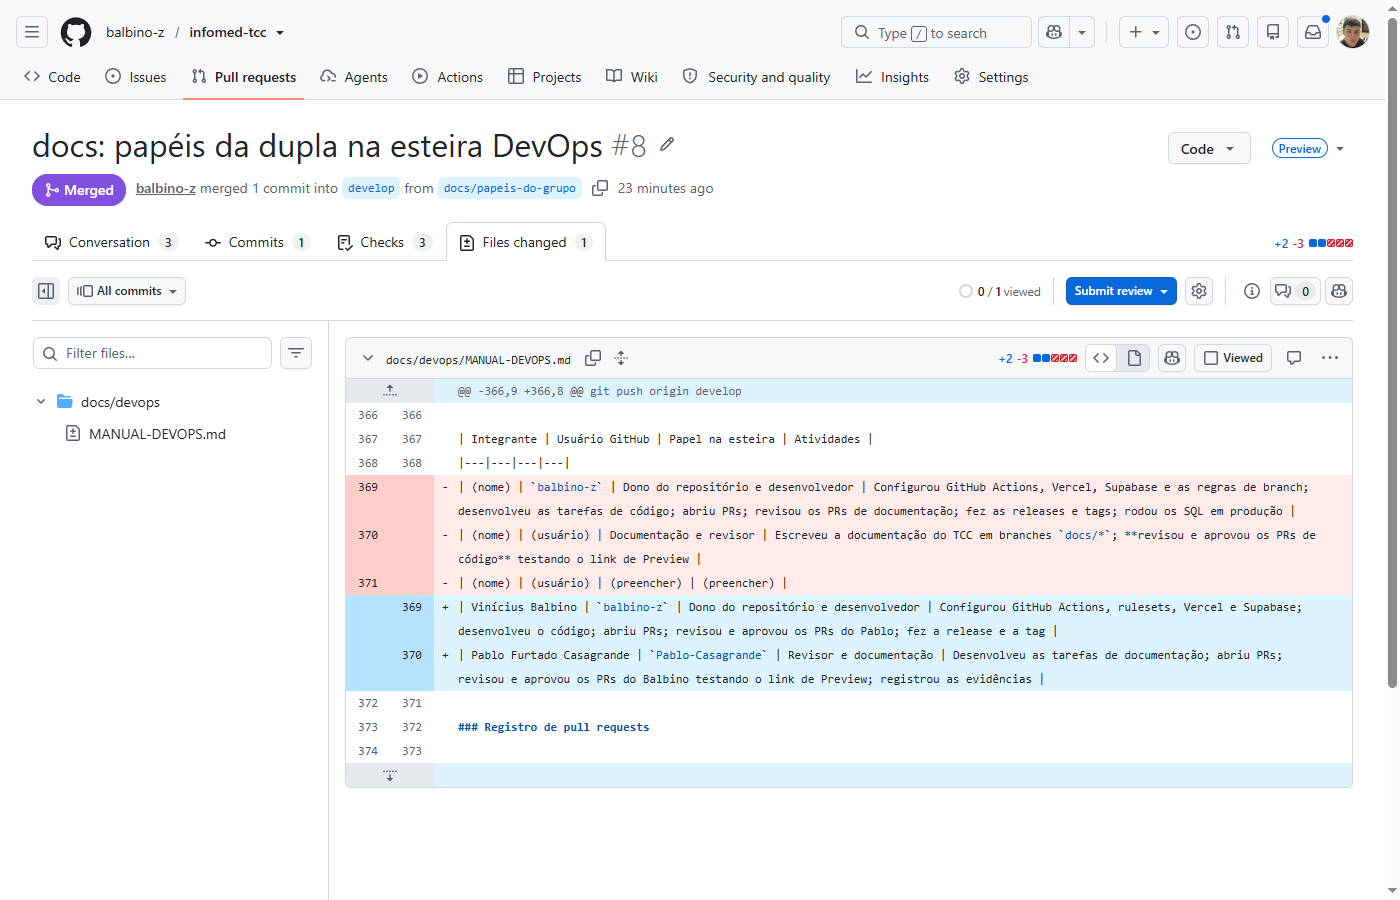 balbino-z / infomed-tcc
Type / to search
Code
Issues
Pull requests
Agents
Actions
Projects
Wiki
Security and quality
Insights
Settings
docs: papéis da dupla na esteira DevOps #8
Code
Preview
Merged
balbino-z merged 1 commit into develop from docs/papeis-do-grupo 23 minutes ago
Conversation 3
Commits 1
Checks 3
Files changed 1
+2 -3
All commits
0 / 1 viewed
Submit review
0
Filter files...
docs/devops
MANUAL-DEVOPS.md
docs/devops/MANUAL-DEVOPS.md
+2 -3
Viewed
@@ -366,9 +366,8 @@ git push origin develop
366 366
367 367 | Integrante | Usuário GitHub | Papel na esteira | Atividades |
368 368 |---|---|---|---|
369 - | (nome) | `balbino-z` | Dono do repositório e desenvolvedor | Configurou GitHub Actions, Vercel, Supabase e as regras de branch;
desenvolveu as tarefas de código; abriu PRs; revisou os PRs de documentação; fez as releases e tags; rodou os SQL em produção |
370 - | (nome) | (usuário) | Documentação e revisor | Escreveu a documentação do TCC em branches `docs/*`; **revisou e aprovou os PRs de
código** testando o link de Preview |
371 - | (nome) | (usuário) | (preencher) | (preencher) |
369 + | Vinícius Balbino | `balbino-z` | Dono do repositório e desenvolvedor | Configurou GitHub Actions, rulesets, Vercel e Supabase;
desenvolveu o código; abriu PRs; revisou e aprovou os PRs do Pablo; fez a release e a tag |
370 + | Pablo Furtado Casagrande | `Pablo-Casagrande` | Revisor e documentação | Desenvolveu as tarefas de documentação; abriu PRs;
revisou e aprovou os PRs do Balbino testando o link de Preview; registrou as evidências |
372 371
373 372 ### Registro de pull requests
374 373